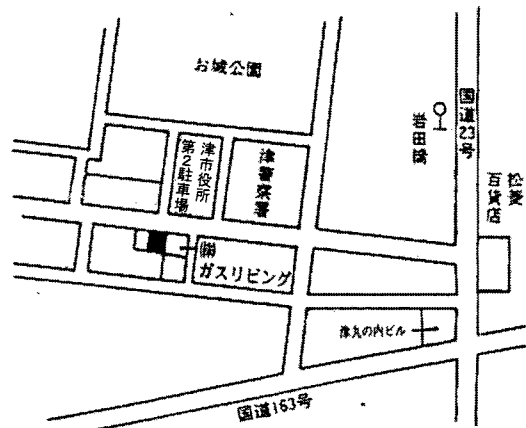 お城公園
国道23号
岩田橋
松菱
百貨店
津市役所
第2駐車場
津警察署
㈱
ガスリビング
津丸の内ビル
国道163号